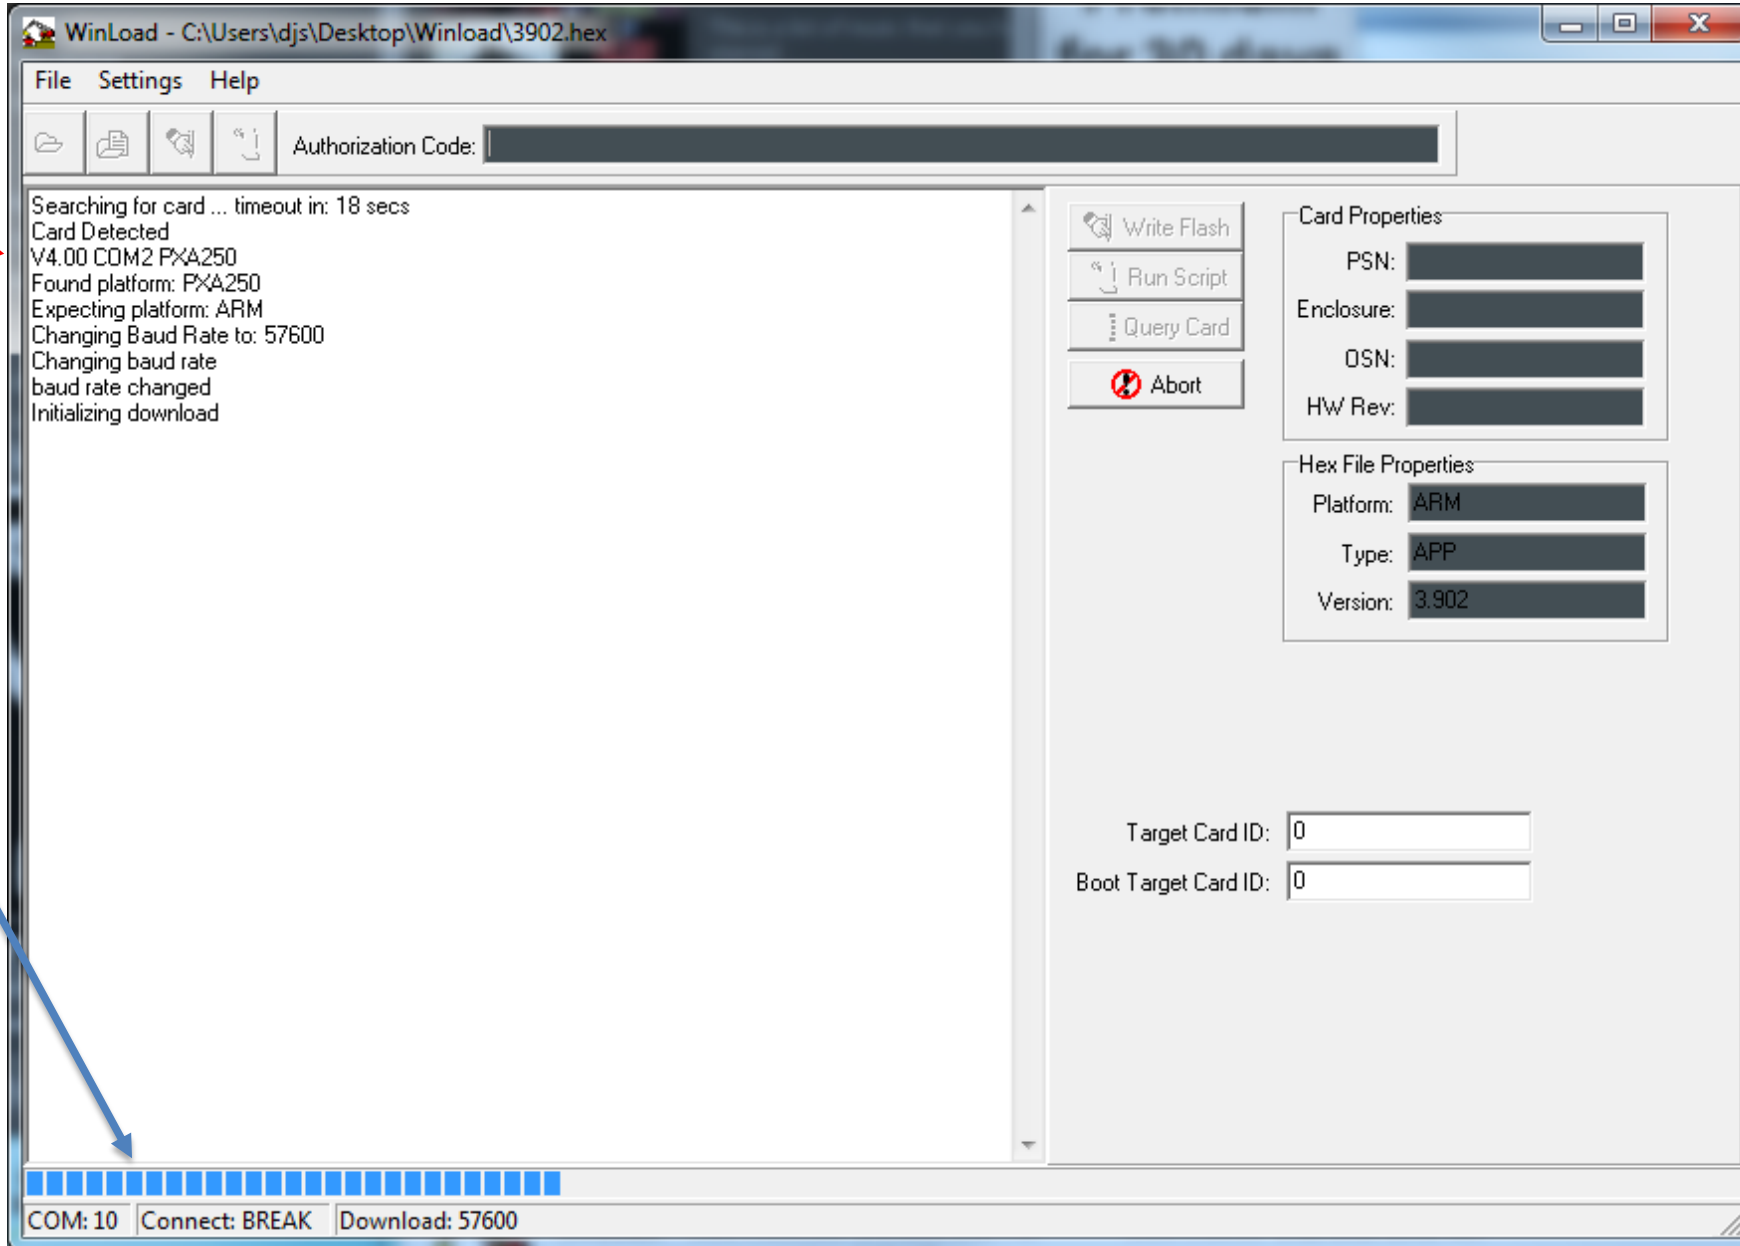 WinLoad - C:\Users\djs\Desktop\Winload\3902.hex
for 30 days
File Settings Help
Authorization Code:
Searching for card ... timeout in: 18 secs
Card Detected
V4.00 COM2 PXA250
Found platform: PXA250
Expecting platform: ARM
Changing Baud Rate to: 57600
Changing baud rate
baud rate changed
Initializing download
Write Flash
Run Script
Query Card
Abort
Card Properties
PSN:
Enclosure:
OSN:
HW Rev:
Hex File Properties
Platform: ARM
Type: APP
Version: 3.902
Target Card ID: 0
Boot Target Card ID: 0
COM: 10 Connect: BREAK Download: 57600